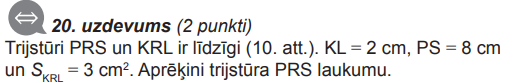 20. uzdevums (2 punkti)
Trijstūri PRS un KRL ir līdzīgi (10. att.). KL = 2 cm, PS = 8 cm
un S_KRL = 3 cm². Aprēķini trijstūra PRS laukumu.